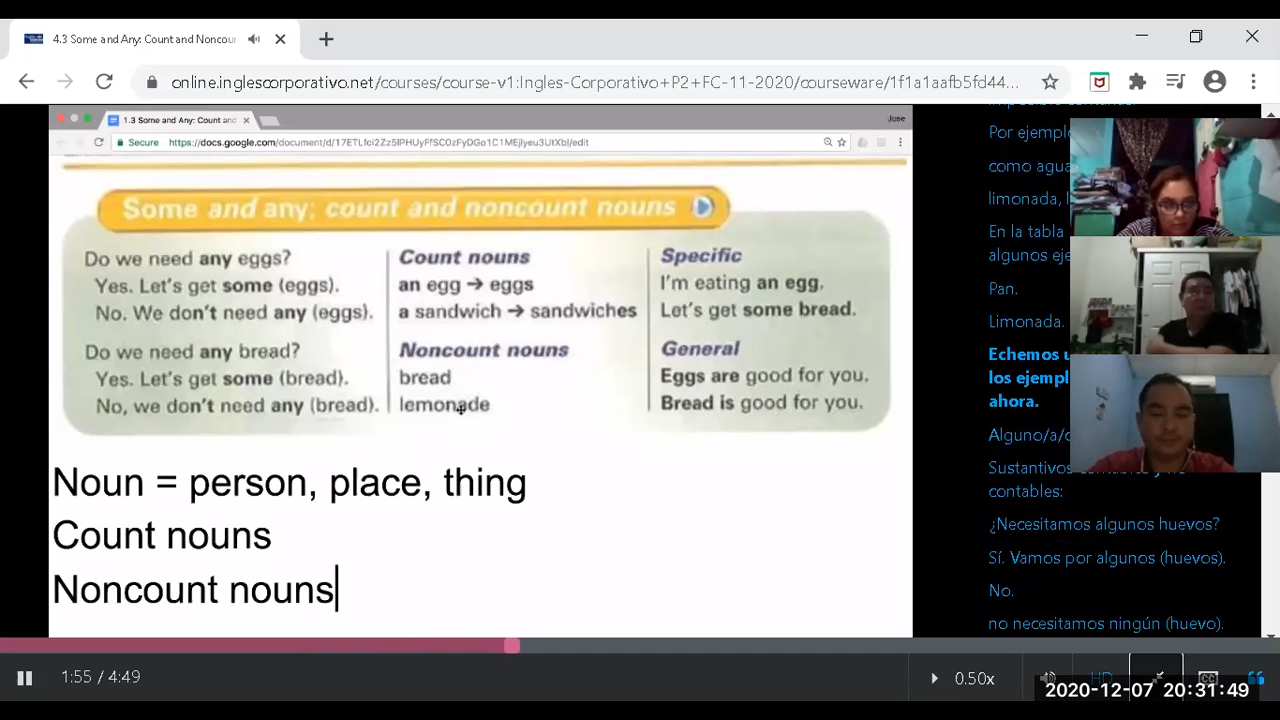 4.3 Some and Any: Count and Noncou
online.inglescorporativo.net/courses/course-v1:Ingles-Corporativo+P2+FC-11-2020/courseware/1f1a1aafb5fd44...
1.3 Some and Any: Count and
Jose
Secure
Some and any; count and noncount nouns
Do we need any eggs?
Yes. Let's get some (eggs).
No. We don't need any (eggs).
Do we need any bread?
Yes. Let's get some (bread).
No, we don't need any (bread).
Count nouns
an egg → eggs
a sandwich → sandwiches
Noncount nouns
bread
lemonade
Specific
I'm eating an egg.
Let's get some bread.
General
Eggs are good for you.
Bread is good for you.
Noun = person, place, thing
Count nouns
Noncount nouns
Por ejemplo
como agua
limonada,
En la tabla
algunos
Pan.
Limonada.
Echemos
los ejempl
ahora.
Alguno/a/
Sustantivos
contables:
¿Necesitamos algunos huevos?
Sí. Vamos por algunos (huevos).
No.
no necesitamos ningún (huevo).
1:55 / 4:49
0.50x
HD
2020-12-07 20:31:49